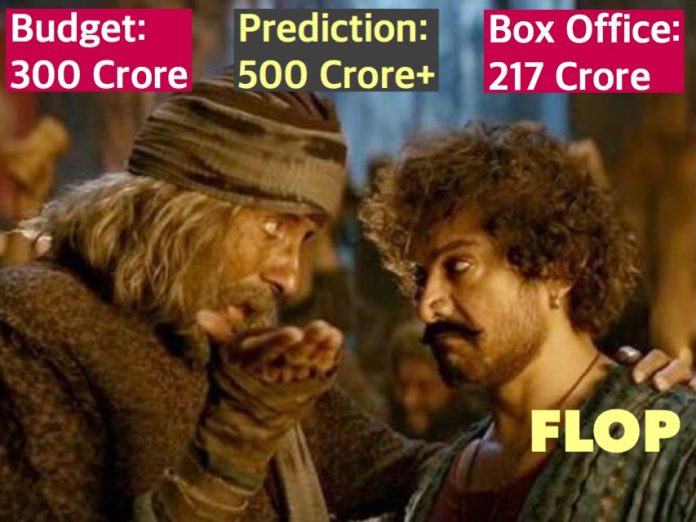 Budget:
300 Crore
Prediction:
500 Crore+
Box Office:
217 Crore
FLOP